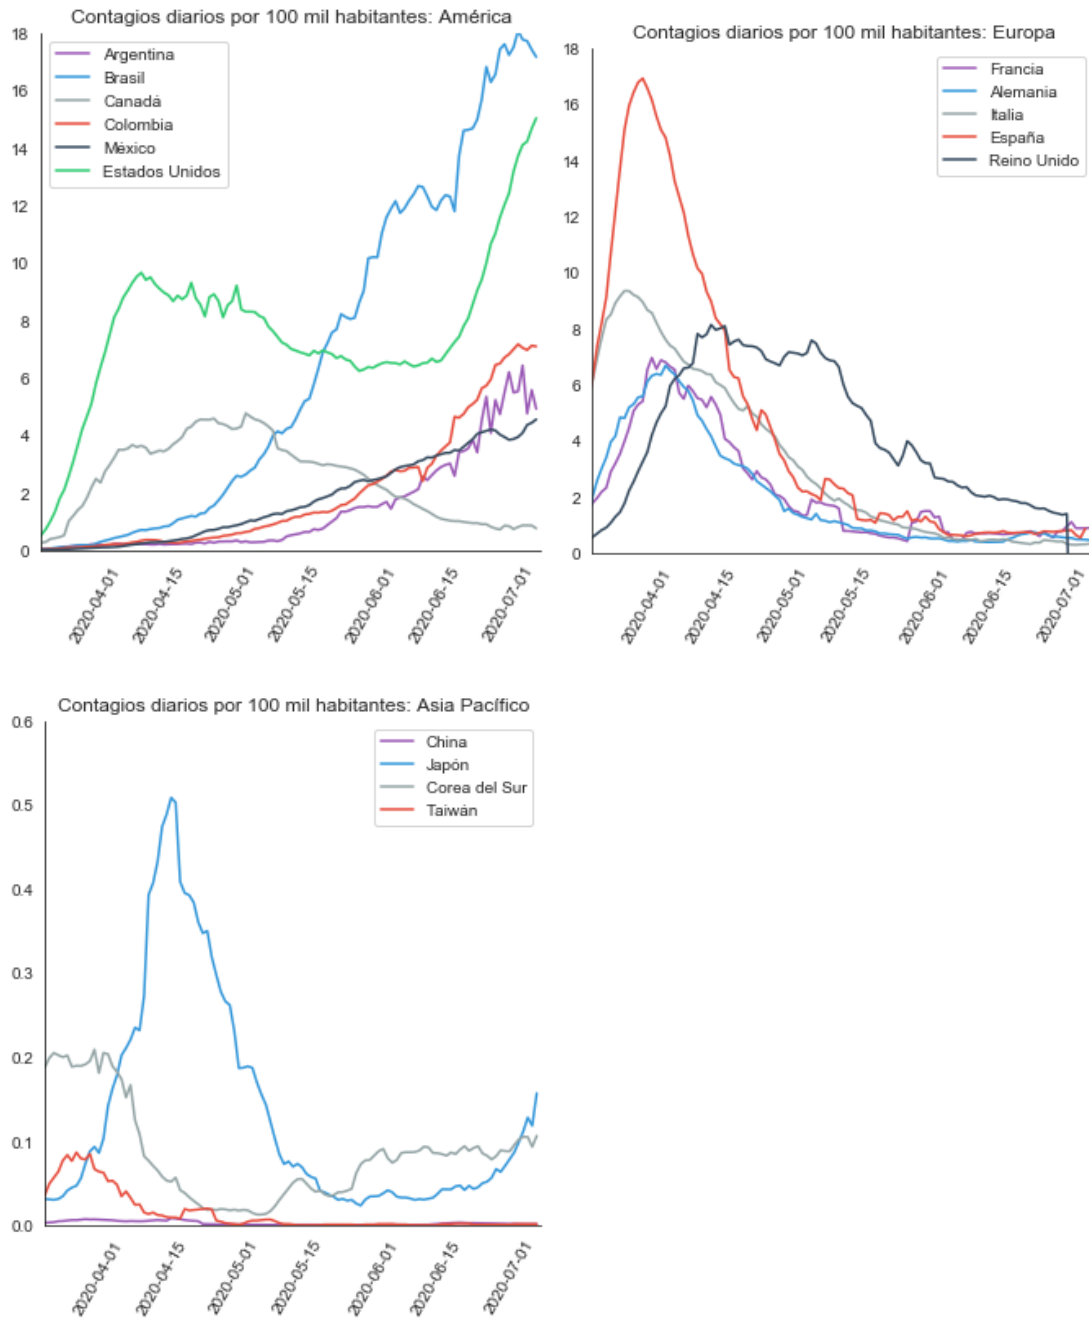 Contagios diarios por 100 mil habitantes: América
18
16
14
12
10
8
6
4
2
0
Argentina
Brasil
Canadá
Colombia
México
Estados Unidos
2020-04-01
2020-04-15
2020-05-01
2020-05-15
2020-06-01
2020-06-15
2020-07-01
Contagios diarios por 100 mil habitantes: Europa
18
16
14
12
10
8
6
4
2
0
Francia
Alemania
Italia
España
Reino Unido
2020-04-01
2020-04-15
2020-05-01
2020-05-15
2020-06-01
2020-06-15
2020-07-01
Contagios diarios por 100 mil habitantes: Asia Pacífico
0.6
0.5
0.4
0.3
0.2
0.1
0.0
China
Japón
Corea del Sur
Taiwán
2020-04-01
2020-04-15
2020-05-01
2020-05-15
2020-06-01
2020-06-15
2020-07-01